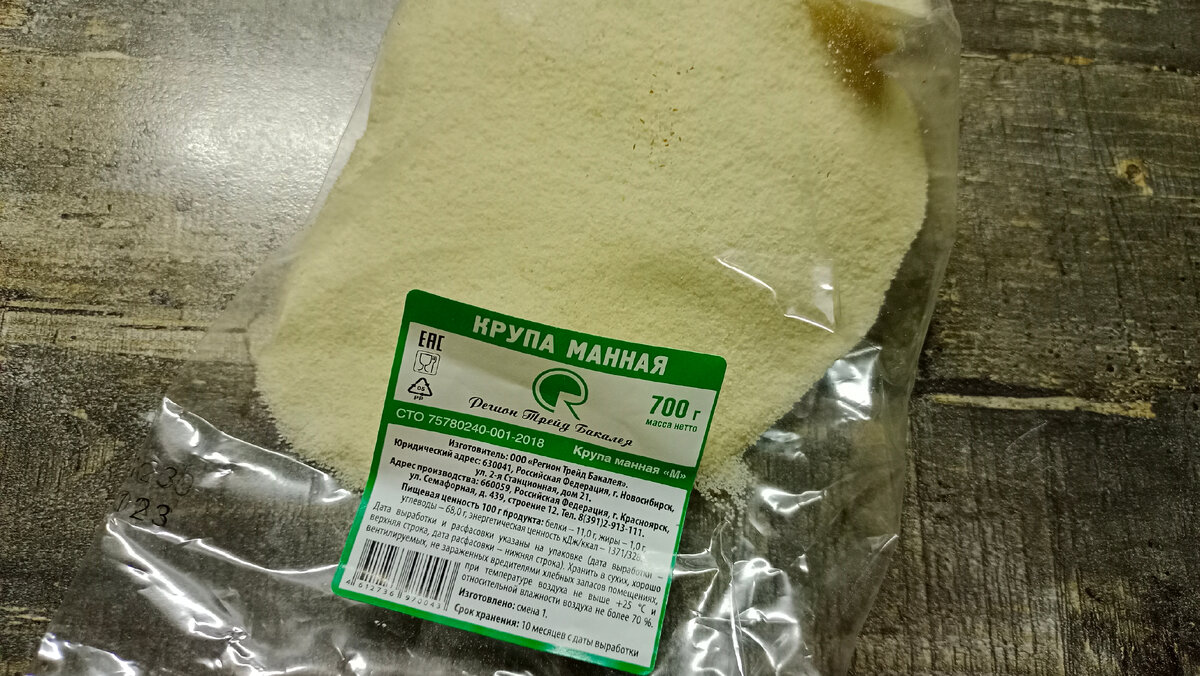 КРУПА МАННАЯ
EAC
05
PP
Регион Трейд Бакалея
700 г
масса нетто
СТО 75780240-001-2018
Крупа манная «М»
Изготовитель: ООО «Регион Трейд Бакалея».
Юридический адрес: 630041, Российская Федерация, г. Новосибирск,
ул. 2-я Станционная, дом 21.
Адрес производства: 660059, Российская Федерация, г. Красноярск,
ул. Семафорная, д. 439, строение 12. Тел. 8(391)2-913-111.
Пищевая ценность 100 г продукта: белки – 11,0 г, жиры – 1,0 г,
углеводы – 68,0 г, энергетическая ценность кДж/ккал – 1371/328.
Дата выработки и расфасовки указаны на упаковке (дата выработки –
верхняя строка, дата расфасовки – нижняя строка). Хранить в сухих, хорошо
вентилируемых, не зараженных вредителями хлебных запасов помещениях,
при температуре воздуха не выше +25 °С и
относительной влажности воздуха не более 70 %.
Изготовлено: смена 1.
Срок хранения: 10 месяцев с даты выработки
4 612736 970043